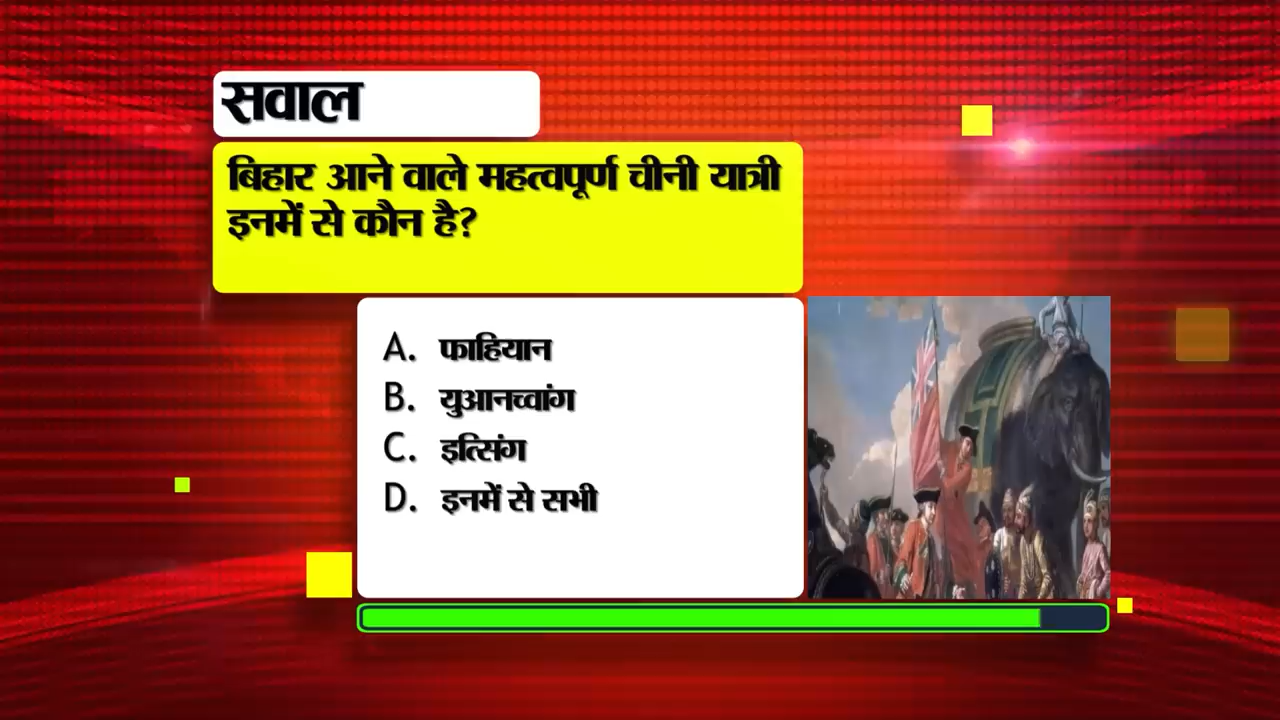 सवाल
बिहार आने वाले महत्वपूर्ण चीनी यात्री
इनमें से कौन है?
A. फाहियान
B. युआनच्वांग
C. इत्सिंग
D. इनमें से सभी